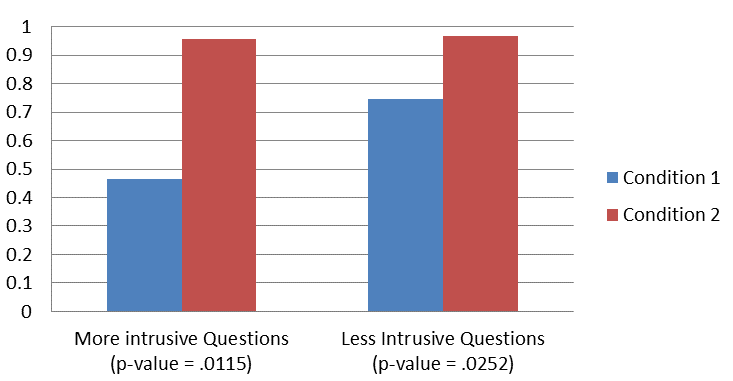 1
0.9
0.8
0.7
0.6
0.5
0.4
0.3
0.2
0.1
0
More intrusive Questions
(p-value = .0115)
Less Intrusive Questions
(p-value = .0252)
Condition 1
Condition 2